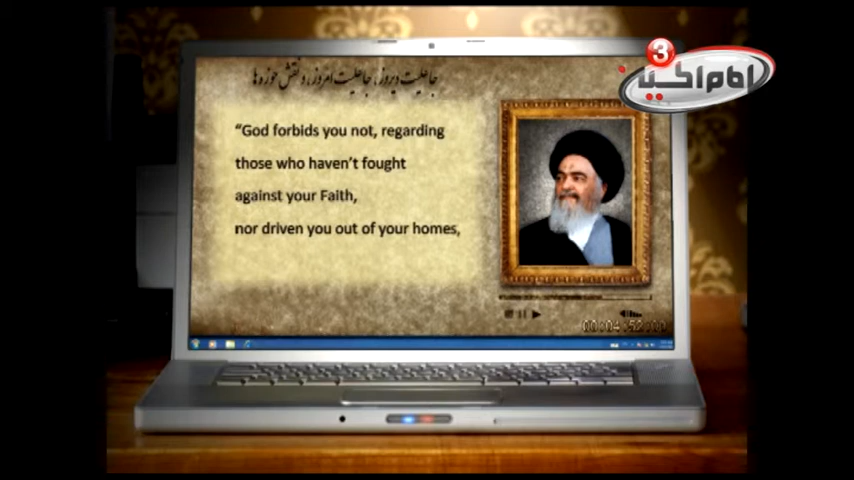 جاهلیت دیروز، جاهلیت امروز، و نقش حوزه ها
3
امام
“God forbids you not, regarding
those who haven’t fought
against your Faith,
nor driven you out of your homes,
00:04:52:00